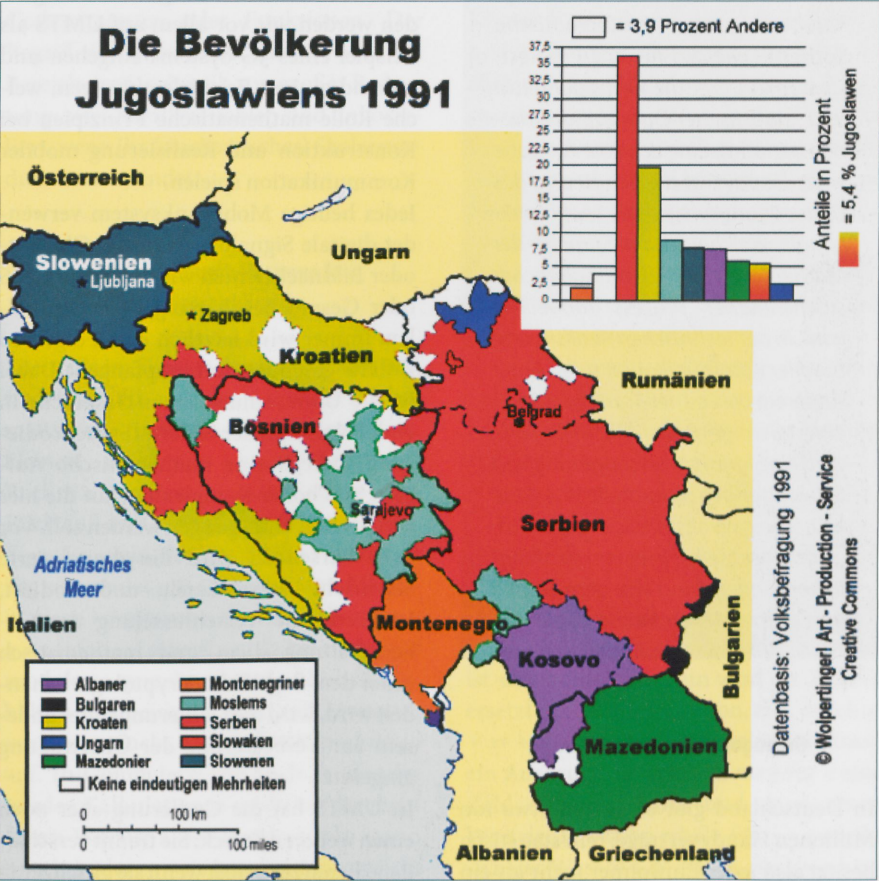 Die Bevölkerung
Jugoslawiens 1991
= 3,9 Prozent Andere
37,5
35
32,5
30
27,5
25
22,5
20
17,5
15
12,5
10
7,5
5
2,5
0
Anteile in Prozent
= 5,4 % Jugoslawen
Österreich
Ungarn
Slowenien
Ljubljana
Zagreb
Kroatien
Rumänien
Belgrad
Bosnien
Sarajevo
Serbien
Adriatisches
Meer
Italien
Montenegro
Kosovo
Bulgarien
Mazedonien
Albanien
Griechenland
Albaner
Bulgaren
Kroaten
Ungarn
Mazedonier
Montenegriner
Moslems
Serben
Slowaken
Slowenen
Keine eindeutigen Mehrheiten
0 100 km
0 100 miles
Datenbasis: Volksbefragung 1991
© Wolpertingerl Art - Production - Service
Creative Commons